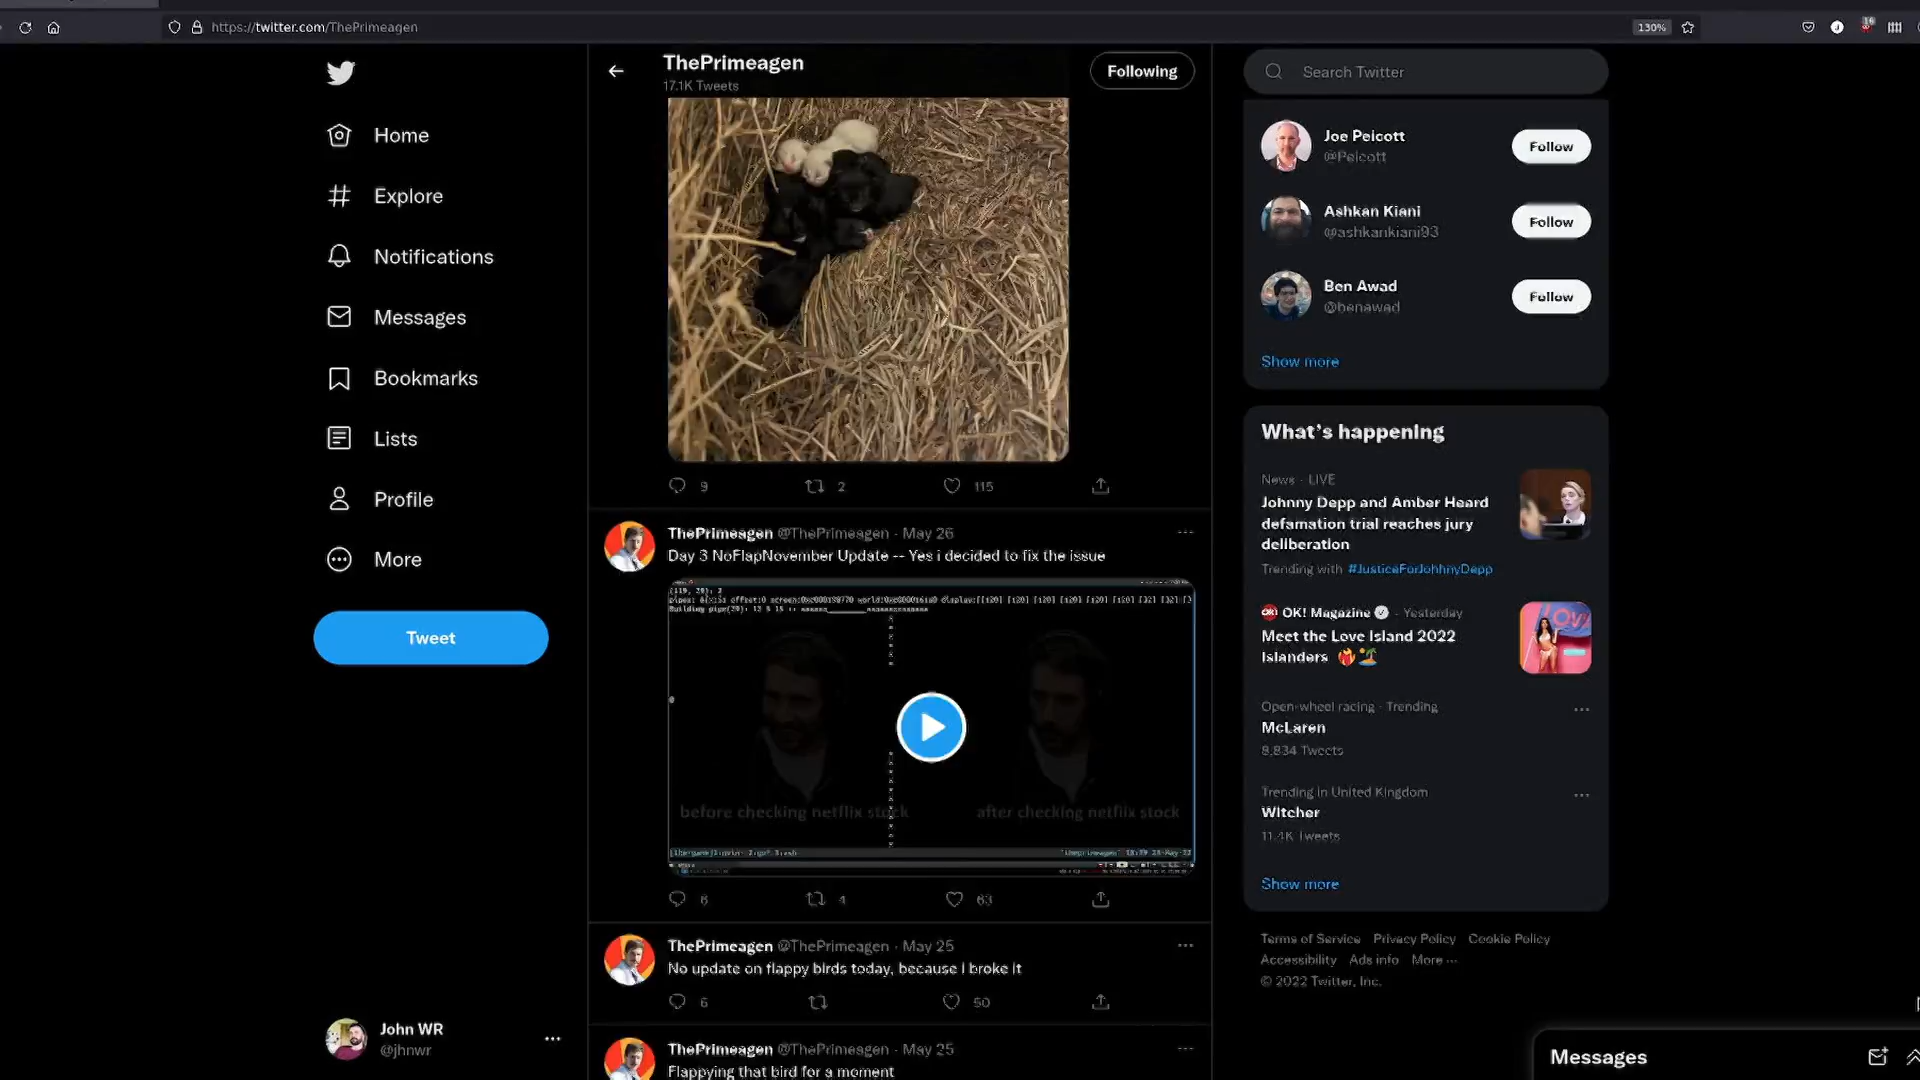 https://twitter.com/ThePrimeagen
130%
16
Home
Explore
Notifications
Messages
Bookmarks
Lists
Profile
More
Tweet
John WR
@jhnwr
ThePrimeagen
17.1K Tweets
Following
9
2
115
ThePrimeagen @ThePrimeagen · May 26
Day 3 NoFlapNovember Update -- Yes i decided to fix the issue
before checking netflix stock
after checking netflix stock
6
4
63
ThePrimeagen @ThePrimeagen · May 25
No update on flappy birds today, because I broke it
6
50
ThePrimeagen @ThePrimeagen · May 25
Flappying that bird for a moment
Search Twitter
Joe Peicott
@Peicott
Follow
Ashkan Kiani
@ashkankiani93
Follow
Ben Awad
@benawad
Follow
Show more
What's happening
News · LIVE
Johnny Depp and Amber Heard
defamation trial reaches jury
deliberation
Trending with #JusticeForJohhnyDepp
OK! Magazine · Yesterday
Meet the Love Island 2022
Islanders
Open-wheel racing · Trending
McLaren
8,834 Tweets
Trending in United Kingdom
Witcher
11.4K Tweets
Show more
Terms of Service Privacy Policy Cookie Policy
Accessibility Ads info More ···
© 2022 Twitter, Inc.
Messages